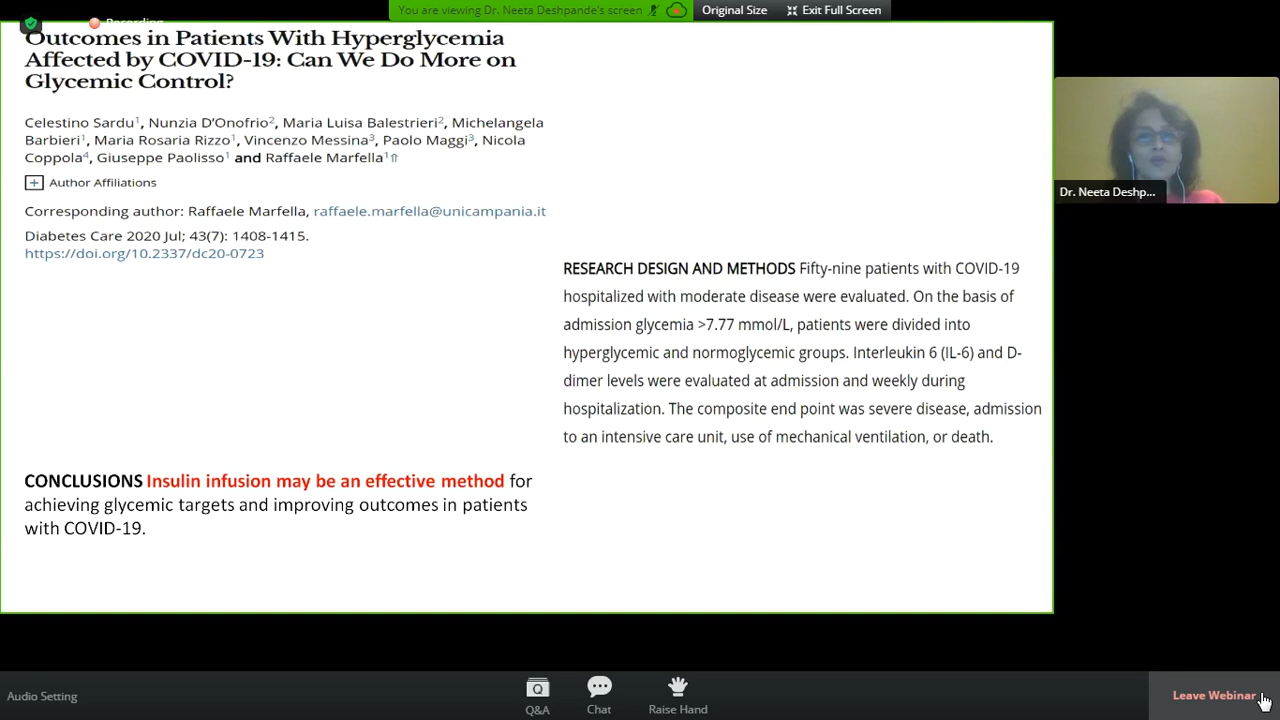 You are viewing Dr. Neeta Deshpande's screen
Original Size
Exit Full Screen
Recording
Outcomes in Patients With Hyperglycemia
Affected by COVID-19: Can We Do More on
Glycemic Control?
Celestino Sardu1, Nunzia D'Onofrio2, Maria Luisa Balestrieri2, Michelangela
Barbieri1, Maria Rosaria Rizzo1, Vincenzo Messina3, Paolo Maggi3, Nicola
Coppola4, Giuseppe Paolisso1 and Raffaele Marfella1⇧
+ Author Affiliations
Corresponding author: Raffaele Marfella, raffaele.marfella@unicampania.it
Diabetes Care 2020 Jul; 43(7): 1408-1415.
https://doi.org/10.2337/dc20-0723
RESEARCH DESIGN AND METHODS Fifty-nine patients with COVID-19
hospitalized with moderate disease were evaluated. On the basis of
admission glycemia >7.77 mmol/L, patients were divided into
hyperglycemic and normoglycemic groups. Interleukin 6 (IL-6) and D-
dimer levels were evaluated at admission and weekly during
hospitalization. The composite end point was severe disease, admission
to an intensive care unit, use of mechanical ventilation, or death.
CONCLUSIONS Insulin infusion may be an effective method for
achieving glycemic targets and improving outcomes in patients
with COVID-19.
Dr. Neeta Deshp...
Audio Setting
Q
Q&A
Chat
Raise Hand
Leave Webinar